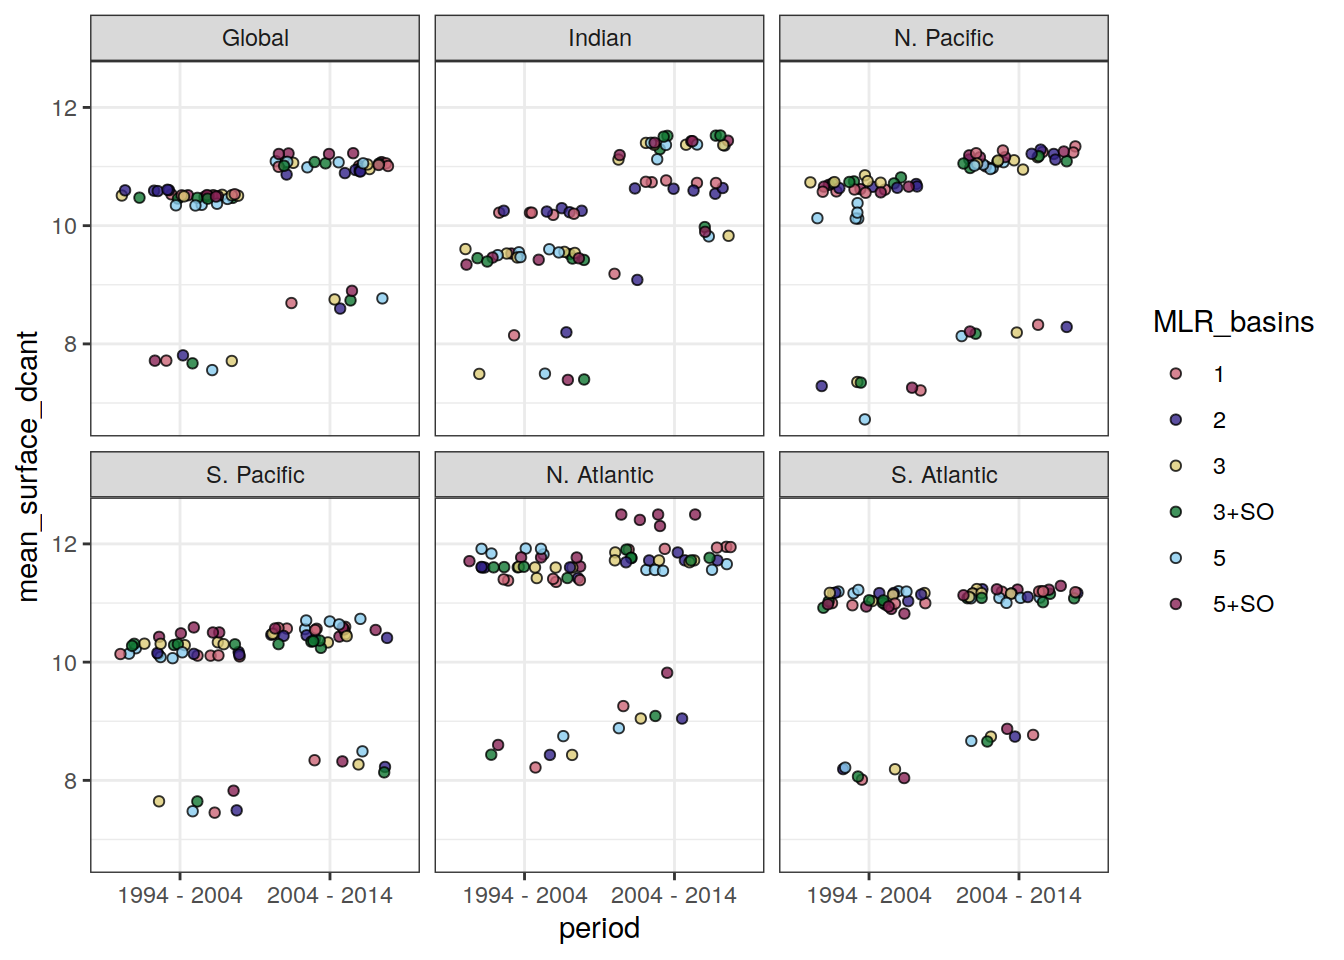 Global Indian N. Pacific
12
10
8
S. Pacific N. Atlantic S. Atlantic
12
10
8
1994 - 2004 2004 - 2014 1994 - 2004 2004 - 2014 1994 - 2004 2004 - 2014
period
mean_surface_dcant
MLR_basins
1
2
3
3+SO
5
5+SO